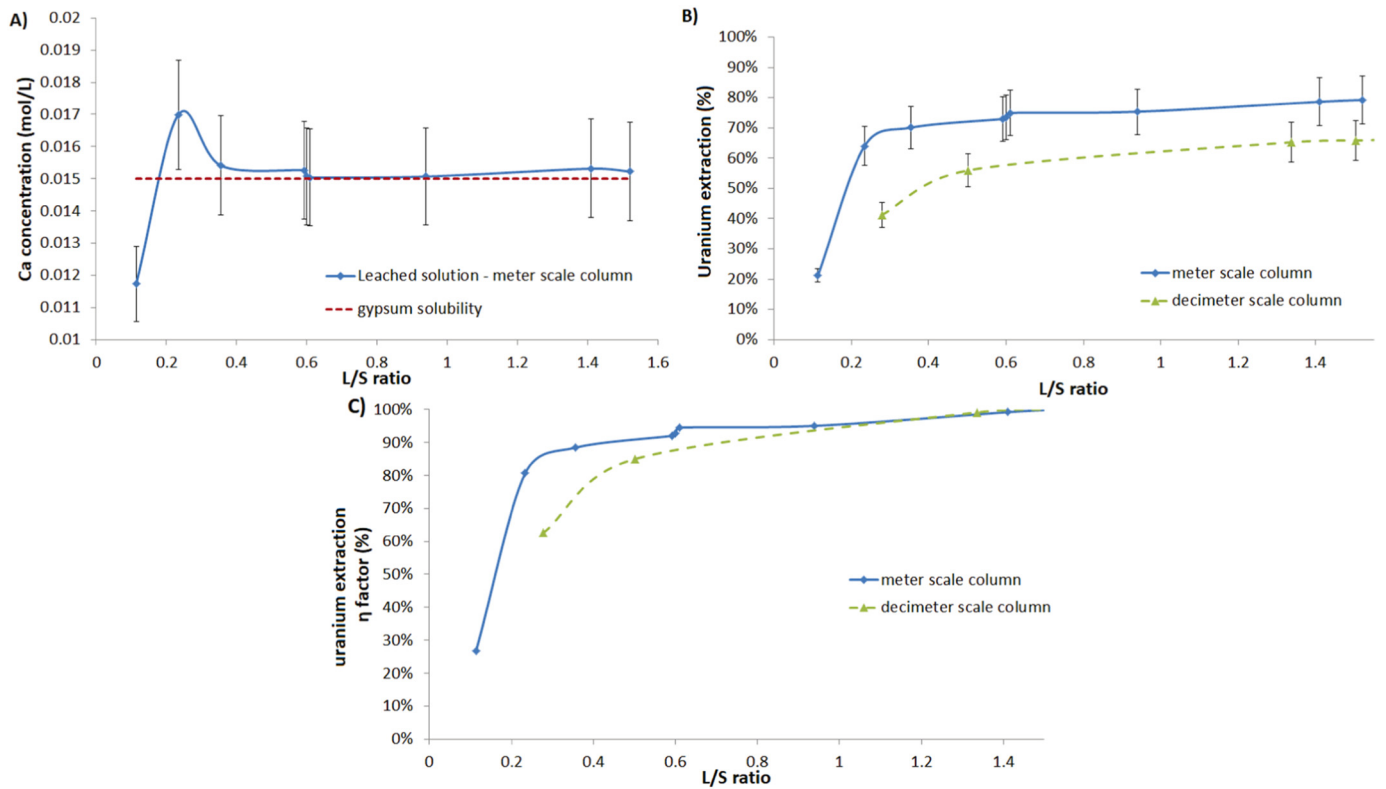 A)
Ca concentration (mol/L)
0.02
0.019
0.018
0.017
0.016
0.015
0.014
0.013
0.012
0.011
0.01
Leached solution - meter scale column
gypsum solubility
0 0.2 0.4 0.6 0.8 1 1.2 1.4 1.6
L/S ratio
B)
Uranium extraction (%)
100%
90%
80%
70%
60%
50%
40%
30%
20%
10%
0%
meter scale column
decimeter scale column
0 0.2 0.4 0.6 0.8 1 1.2 1.4
L/S ratio
C)
uranium extraction
η factor (%)
100%
90%
80%
70%
60%
50%
40%
30%
20%
10%
0%
meter scale column
decimeter scale column
0 0.2 0.4 0.6 0.8 1 1.2 1.4
L/S ratio